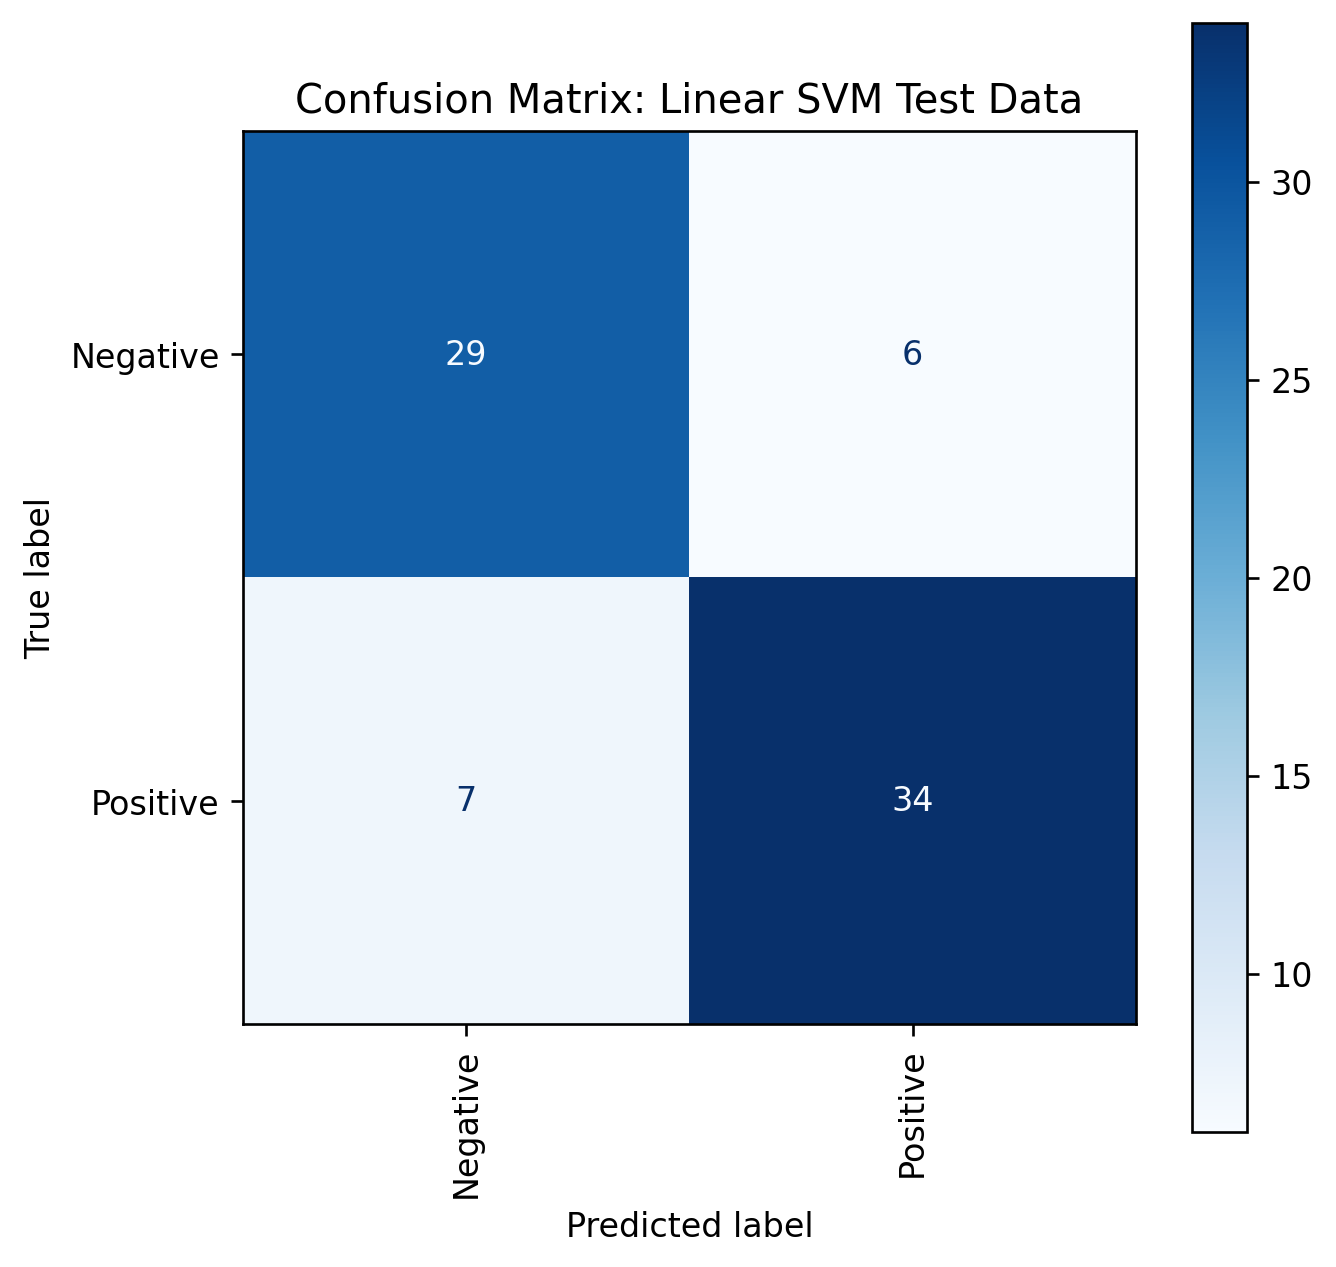 Confusion Matrix: Linear SVM Test Data
True label
Negative
29
6
Positive
7
34
Negative
Positive
Predicted label
30
25
20
15
10